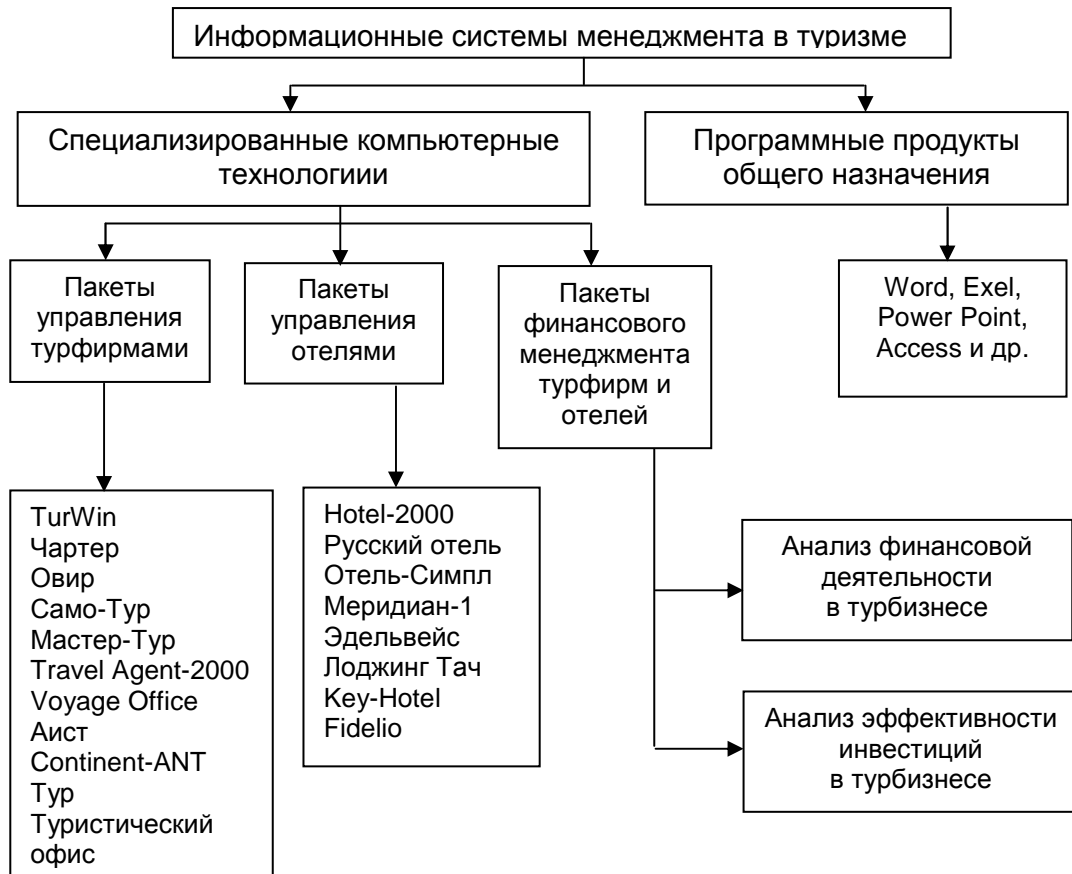 Информационные системы менеджмента в туризме
Специализированные компьютерные
технологиии
Программные продукты
общего назначения
Пакеты
управления
турфирмами
Пакеты
управления
отелями
Пакеты
финансового
менеджмента
турфирм и
отелей
Word, Exel,
Power Point,
Access и др.
TurWin
Чартер
Овир
Само-Тур
Мастер-Тур
Travel Agent-2000
Voyage Office
Аист
Continent-ANT
Тур
Туристический
офис
Hotel-2000
Русский отель
Отель-Симпл
Меридиан-1
Эдельвейс
Лоджинг Тач
Key-Hotel
Fidelio
Анализ финансовой
деятельности
в турбизнесе
Анализ эффективности
инвестиций
в турбизнесе